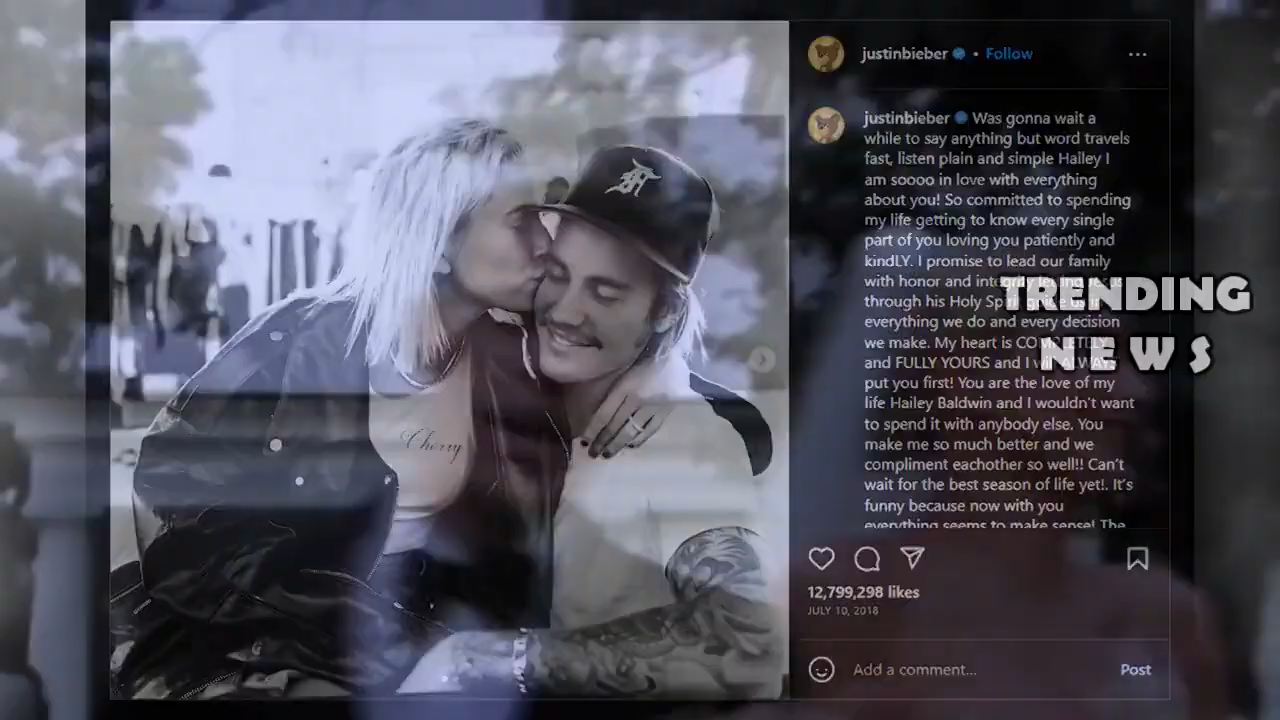 justinbieber • Follow
justinbieber Was gonna wait a
while to say anything but word travels
fast, listen plain and simple Hailey I
am soooo in love with everything
about you! So committed to spending
my life getting to know every single
part of you loving you patiently and
kindLY. I promise to lead our family
with honor and
through his Holy
everything we do and every decision
we make. My heart is
and FULLY YOURS and I
put you first! You are the love of my
life Hailey Baldwin and I wouldn't want
to spend it with anybody else. You
make me so much better and we
compliment eachother so well!! Can't
wait for the best season of life yet!. It's
funny because now with you
everything seems to make sense! The
TRENDING
NEWS
Cherry
12,799,298 likes
JULY 10, 2018
Add a comment... Post